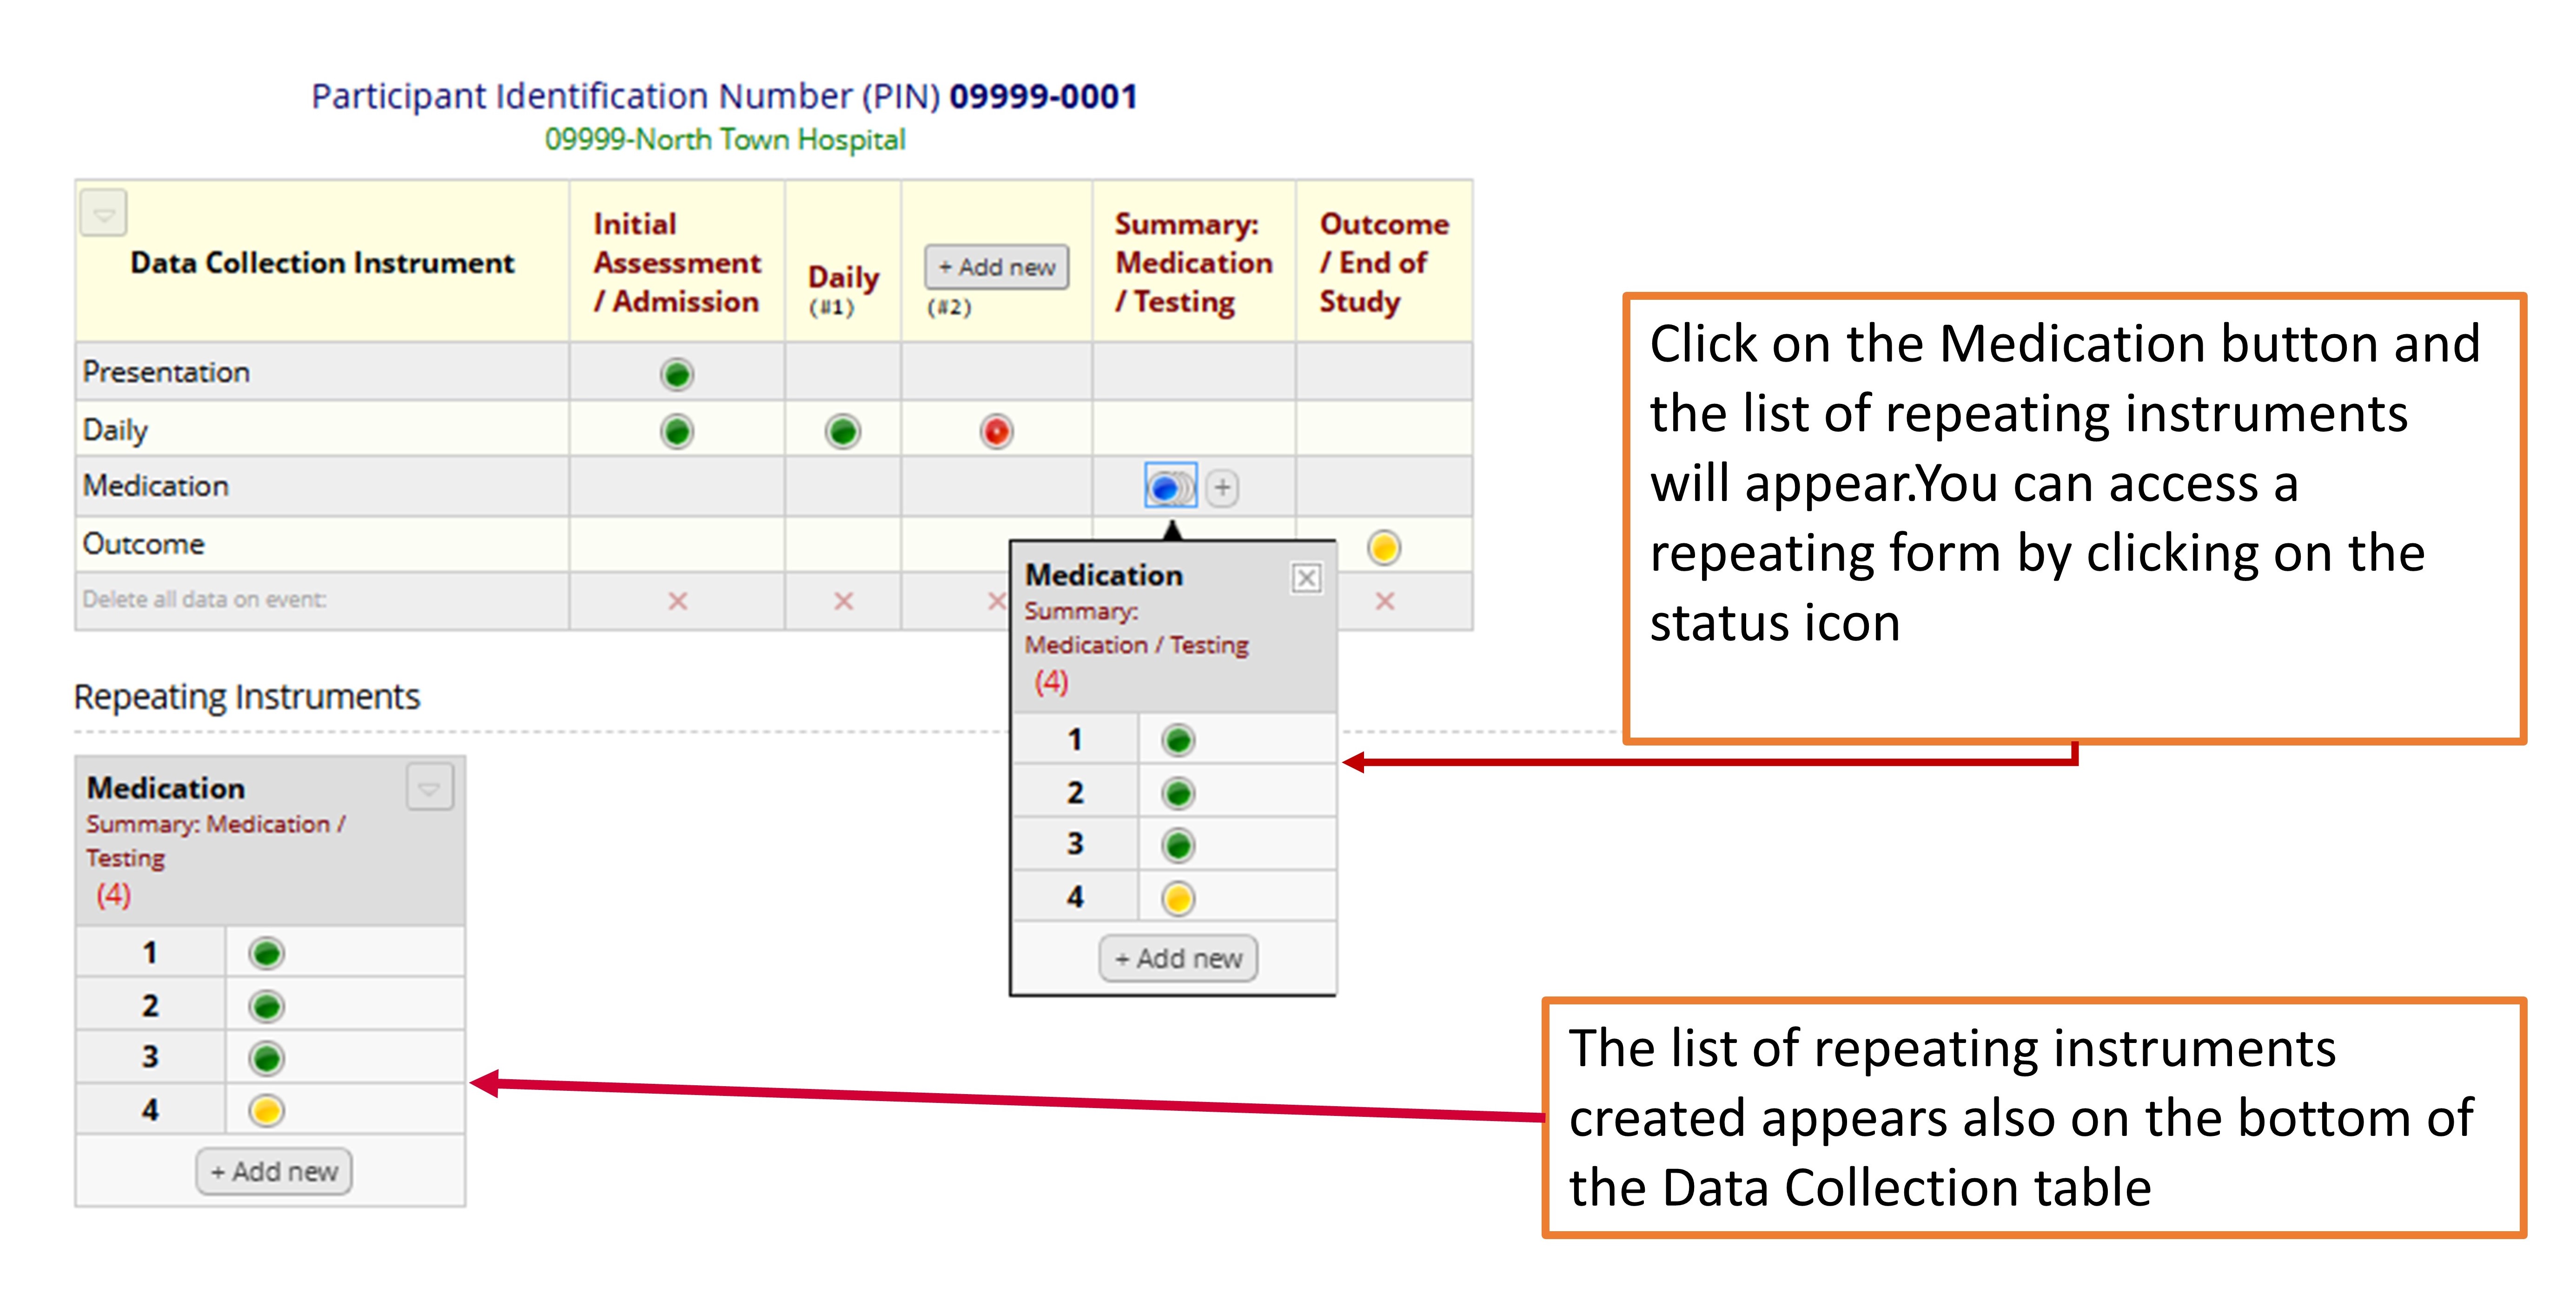 Participant Identification Number (PIN) 09999-0001
09999-North Town Hospital
Data Collection Instrument
Initial
Assessment
/ Admission
Daily
(#1)
+ Add new
(#2)
Summary:
Medication
/ Testing
Outcome
/ End of
Study
Presentation
Daily
Medication
+
Outcome
Delete all data on event:
Medication
Summary:
Medication / Testing
(4)
1
2
3
4
+ Add new
Repeating Instruments
Medication
Summary: Medication /
Testing
(4)
1
2
3
4
+ Add new
Click on the Medication button and
the list of repeating instruments
will appear.You can access a
repeating form by clicking on the
status icon
The list of repeating instruments
created appears also on the bottom of
the Data Collection table